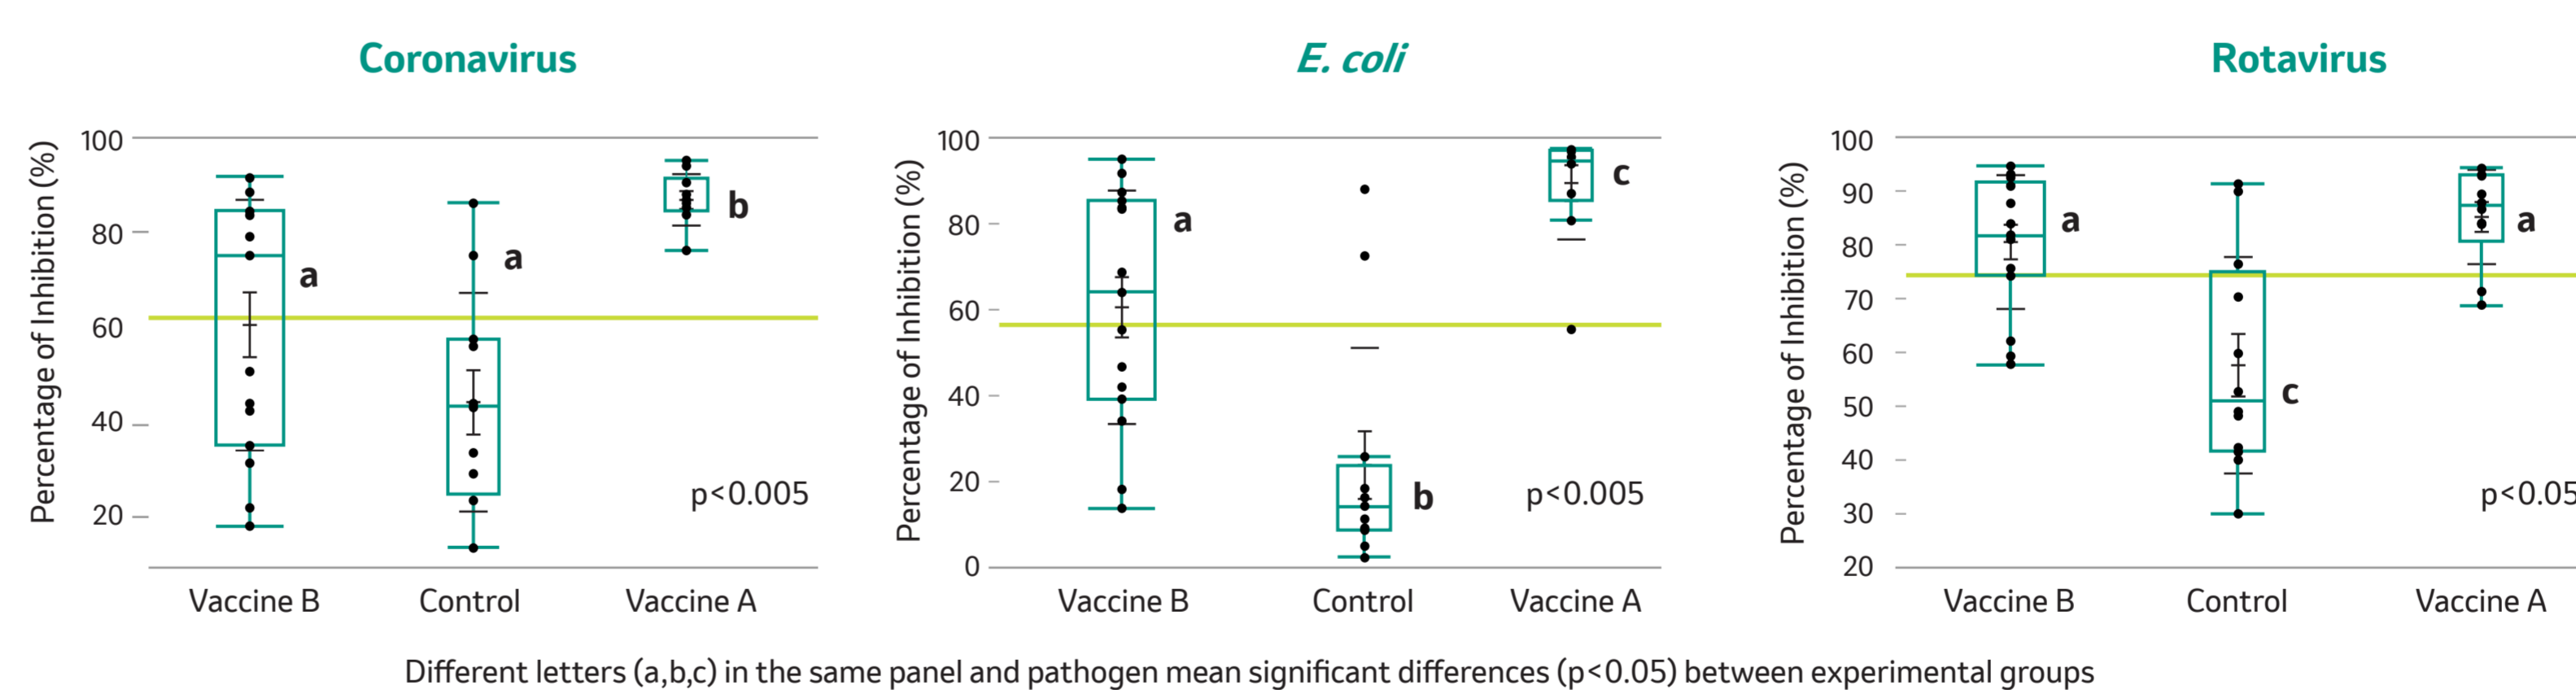 Coronavirus
Percentage of Inhibition (%)
100
80
60
40
20
a
a
b
p<0.005
Vaccine B
Control
Vaccine A
E. coli
Percentage of Inhibition (%)
100
80
60
40
20
0
a
b
c
p<0.005
Vaccine B
Control
Vaccine A
Rotavirus
Percentage of Inhibition (%)
100
90
80
70
60
50
40
30
20
a
c
a
p<0.05
Vaccine B
Control
Vaccine A
Different letters (a,b,c) in the same panel and pathogen mean significant differences (p<0.05) between experimental groups